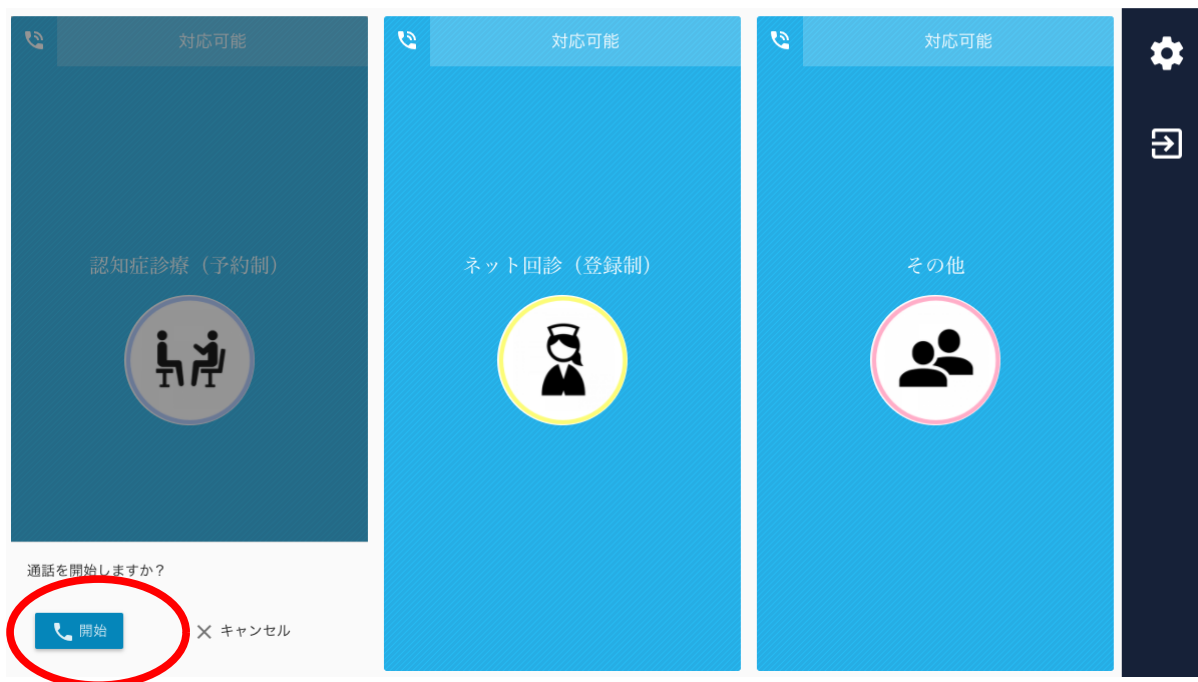 対応可能
対応可能
対応可能
認知症診療（予約制）
ネット回診（登録制）
その他
通話を開始しますか？
開始
キャンセル